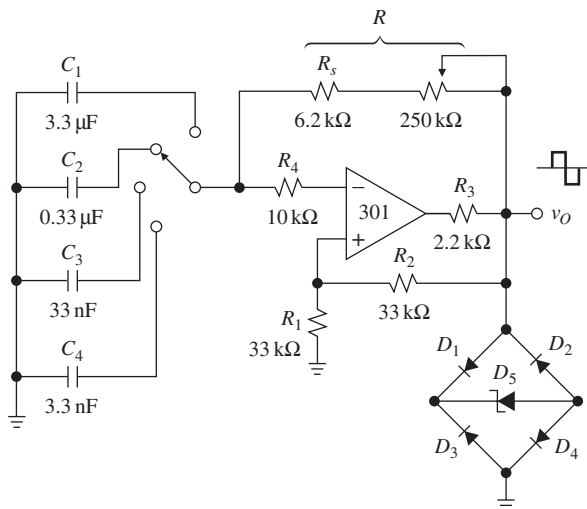 R
C1
Rs
3.3 µF
6.2 kΩ
250 kΩ
C2
R4
−
R3
0.33 µF
10 kΩ
301
vO
+
2.2 kΩ
C3
R2
33 nF
R1
33 kΩ
C4
33 kΩ
D1
D2
3.3 nF
D5
D3
D4